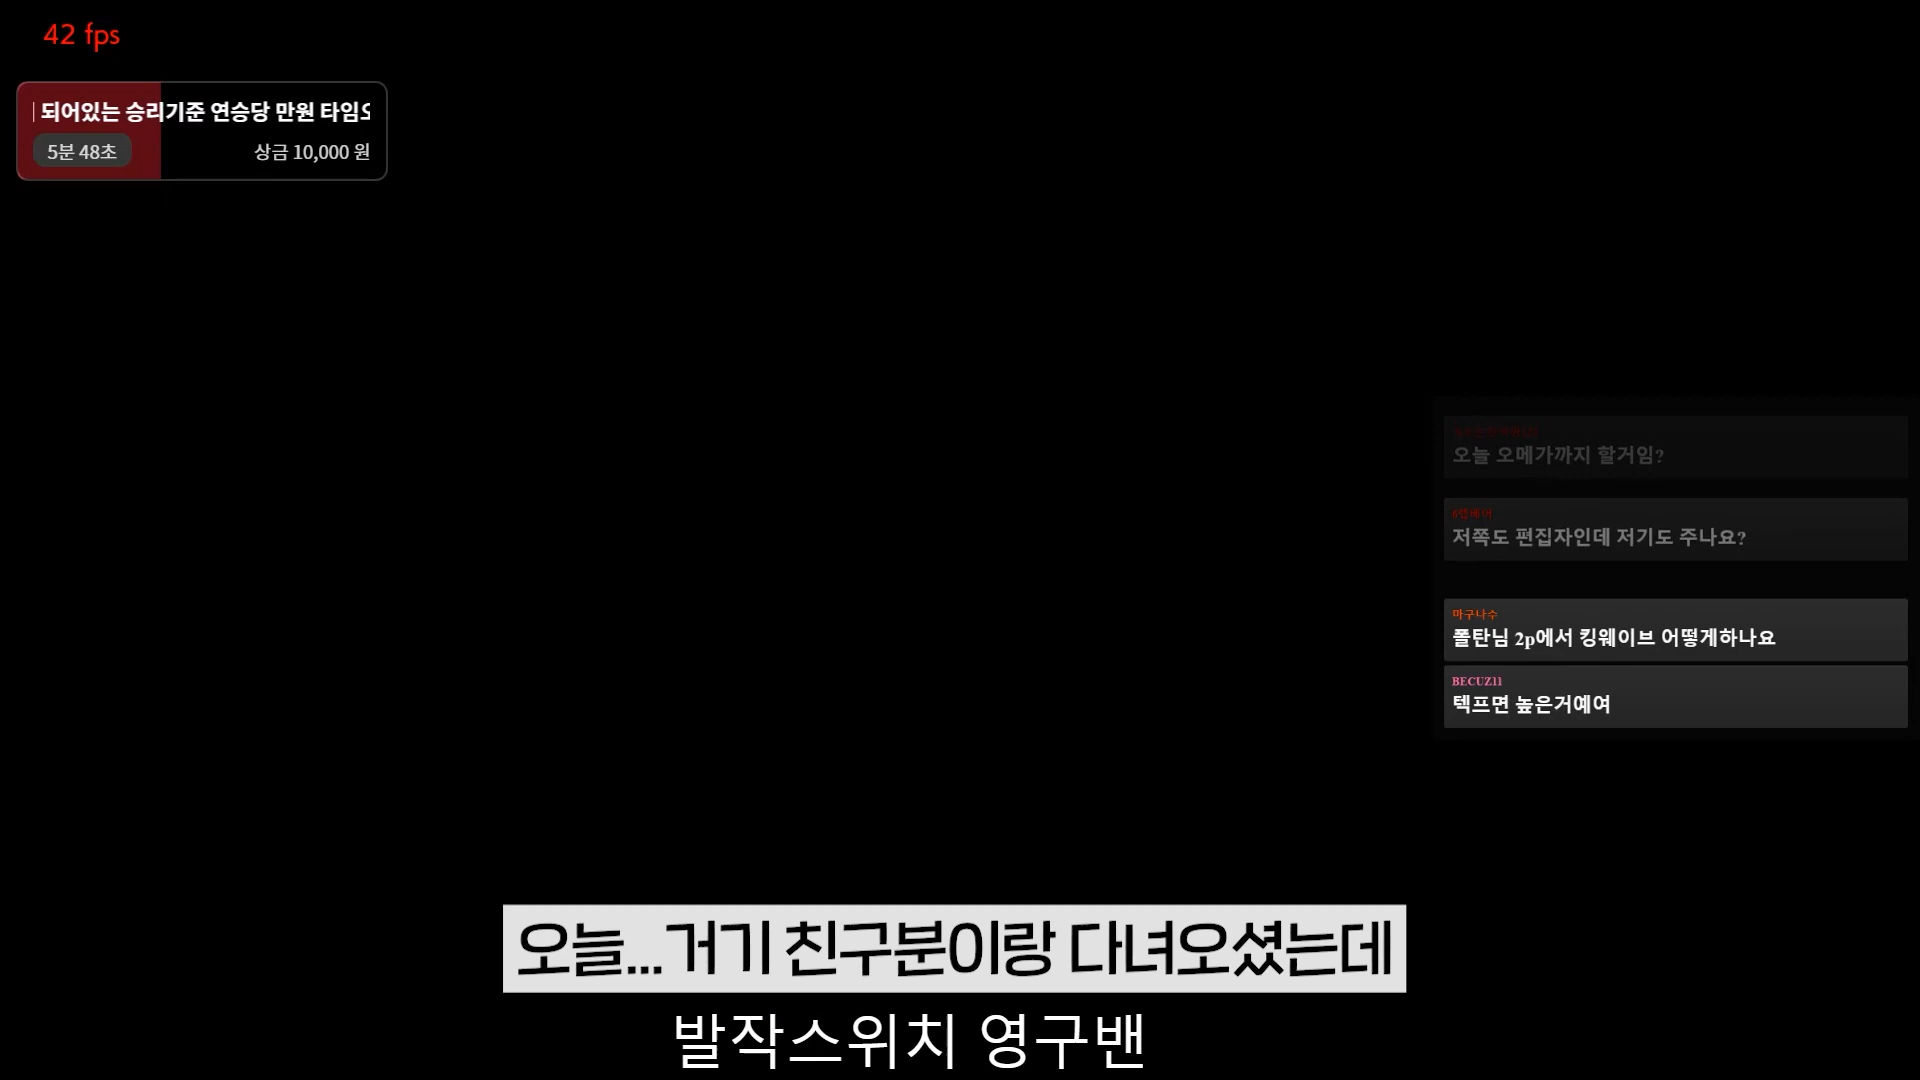 42 fps
되어있는 승리기준 연승당 만원 타임
5분 48초
상금 10,000 원
오늘 오메가까지 할거임?
6렙베어
저쪽도 편집자인데 저기도 주나요?
마구나수
폴탄님 2p에서 킹웨이브 어떻게하나요
BECUZ11
텍프면 높은거예여
오늘...거기 친구분이랑 다녀오셨는데
발작스위치 영구밴